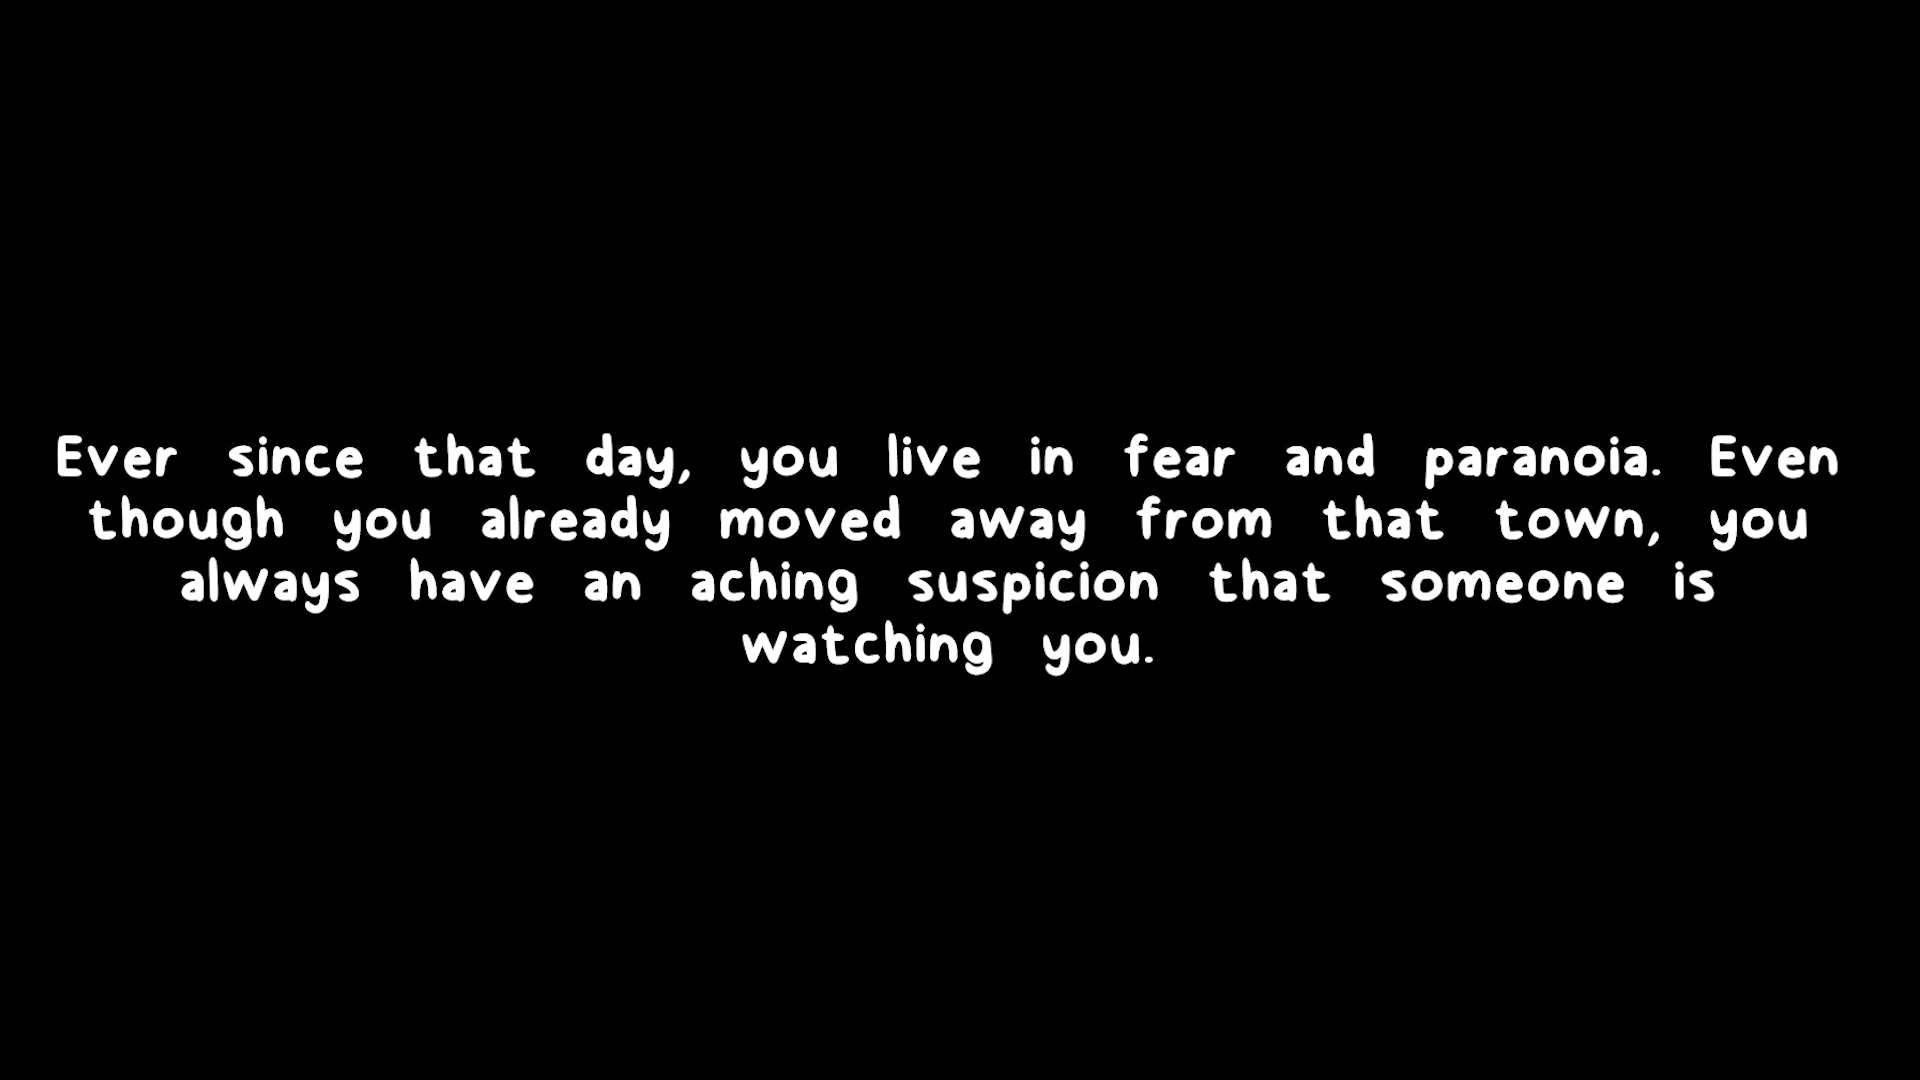 Ever since that day, you live in fear and paranoia. Even
though you already moved away from that town, you
always have an aching suspicion that someone is
watching you.